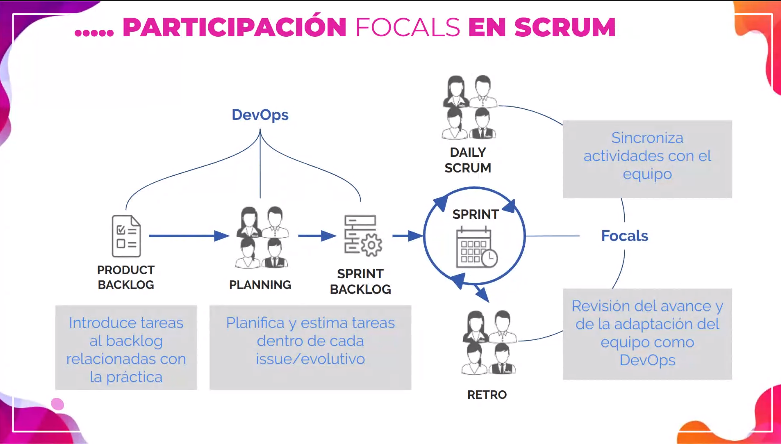 ..... PARTICIPACIÓN FOCALS EN SCRUM
DevOps
DAILY
SCRUM
Sincroniza
actividades con el
equipo
SPRINT
Focals
PRODUCT
BACKLOG
PLANNING
SPRINT
BACKLOG
Introduce tareas
al backlog
relacionadas con
la práctica
Planifica y estima tareas
dentro de cada
issue/evolutivo
Revisión del avance y
de la adaptación del
equipo como
DevOps
RETRO